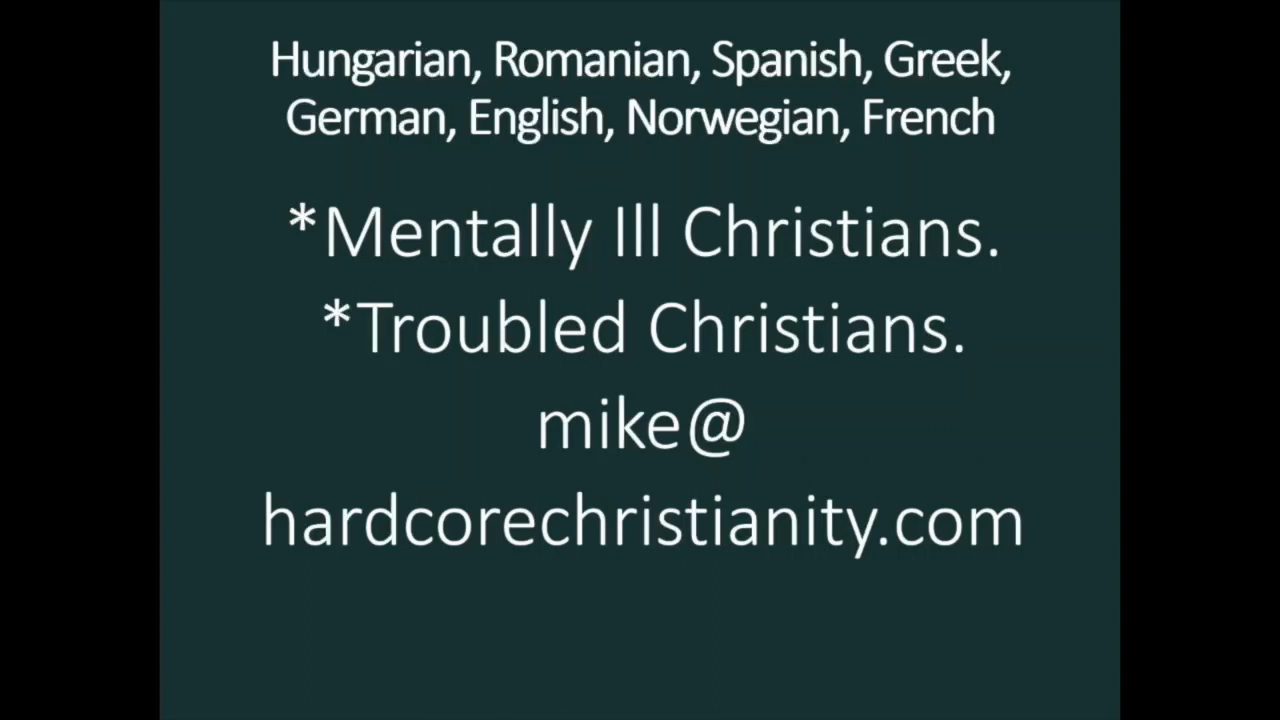 Hungarian, Romanian, Spanish, Greek,
German, English, Norwegian, French
*Mentally Ill Christians.
*Troubled Christians.
mike@
hardcorechristianity.com